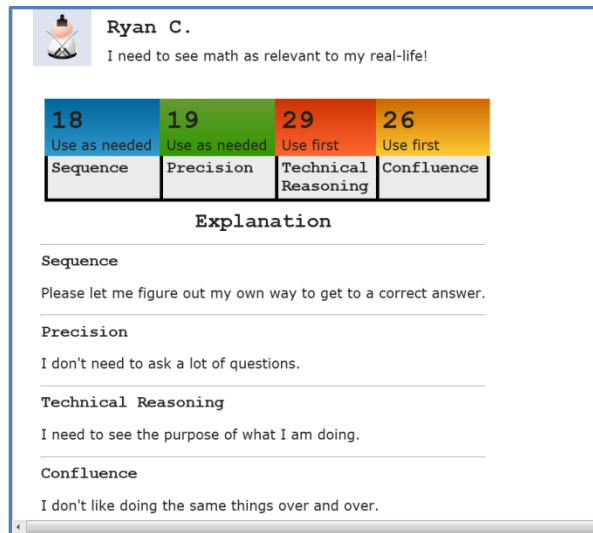 Ryan C.
I need to see math as relevant to my real-life!
18 19 29 26
Use as needed Use as needed Use first Use first
Sequence Precision Technical Reasoning Confluence
Explanation
Sequence
Please let me figure out my own way to get to a correct answer.
Precision
I don't need to ask a lot of questions.
Technical Reasoning
I need to see the purpose of what I am doing.
Confluence
I don't like doing the same things over and over.